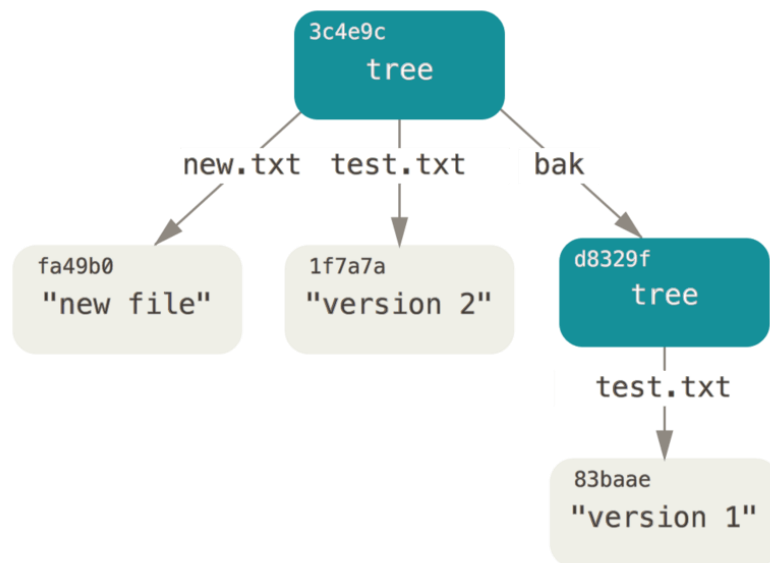 3c4e9c
tree
new.txt
test.txt
bak
fa49b0
"new file"
1f7a7a
"version 2"
d8329f
tree
test.txt
83baae
"version 1"